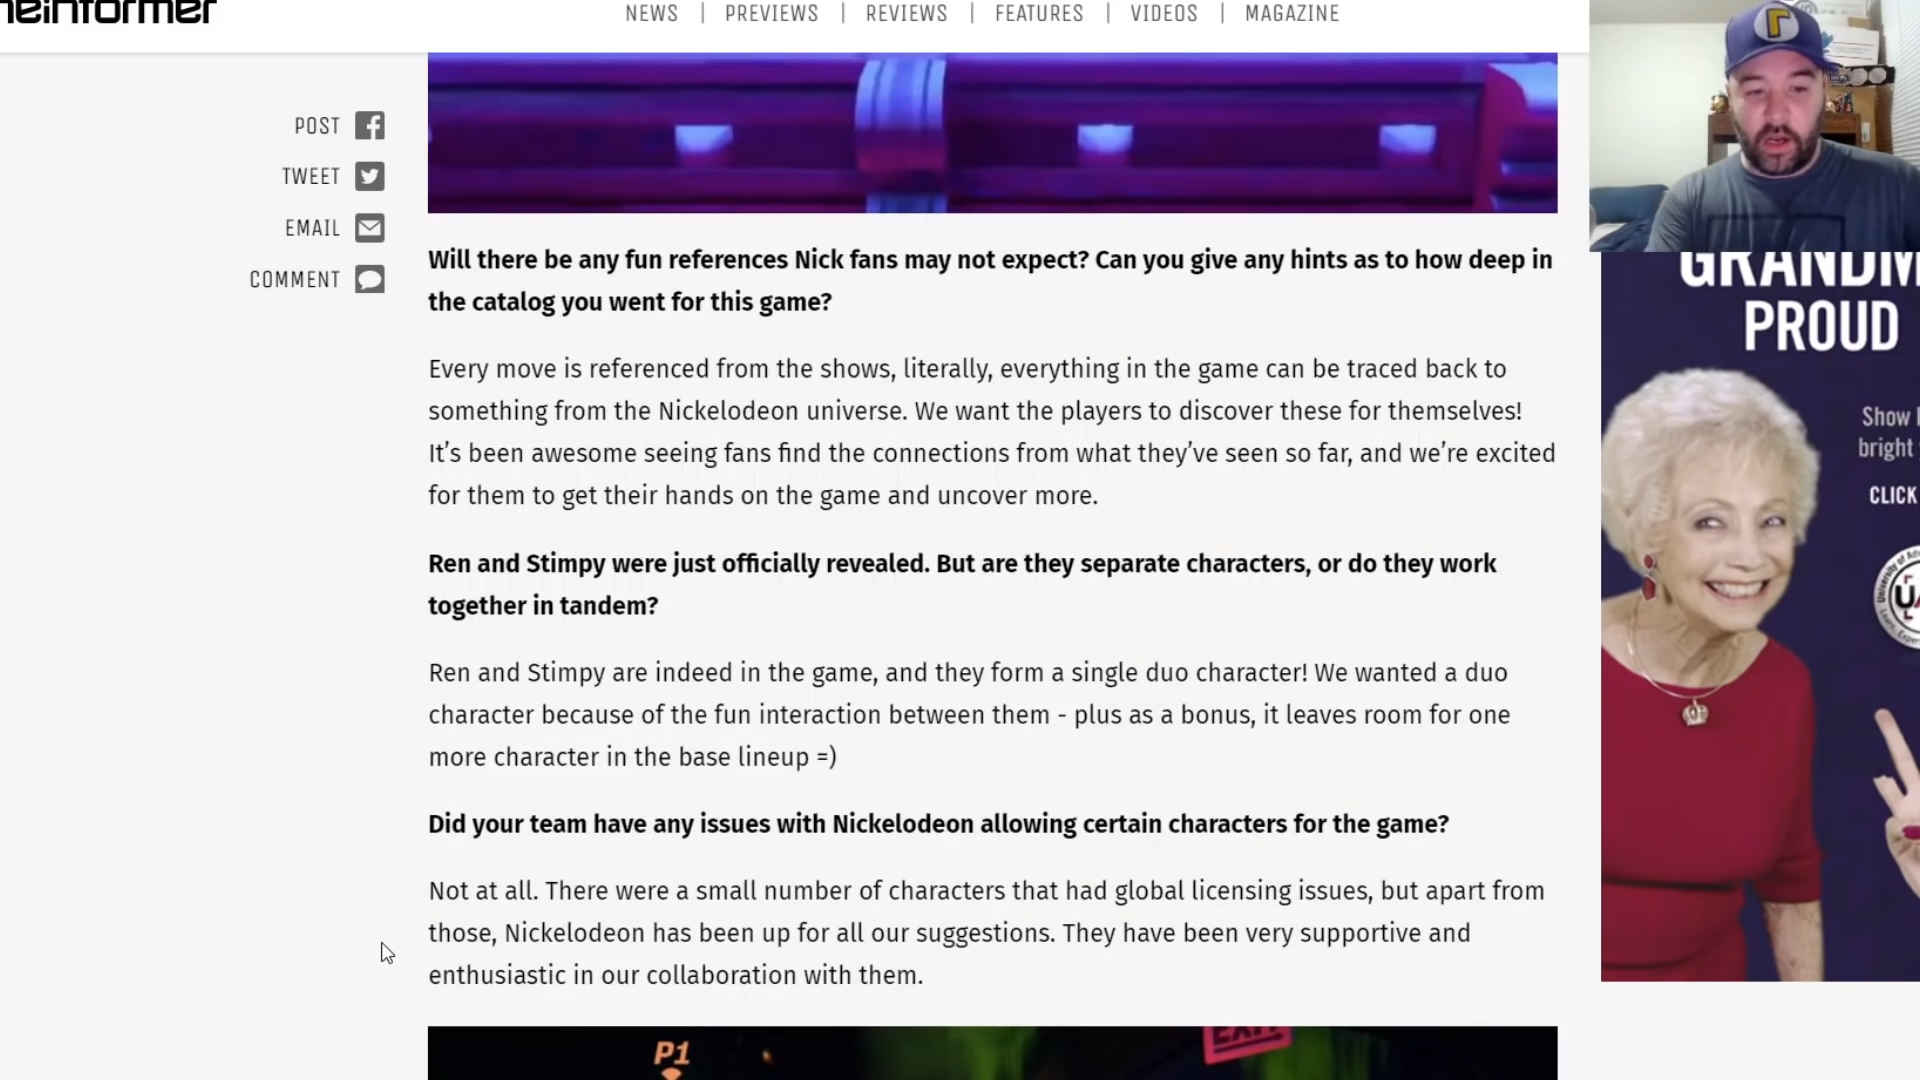 neinformer
NEWS | PREVIEWS | REVIEWS | FEATURES | VIDEOS | MAGAZINE
POST
TWEET
EMAIL
COMMENT
Will there be any fun references Nick fans may not expect? Can you give any hints as to how deep in
the catalog you went for this game?
Every move is referenced from the shows, literally, everything in the game can be traced back to
something from the Nickelodeon universe. We want the players to discover these for themselves!
It’s been awesome seeing fans find the connections from what they’ve seen so far, and we’re excited
for them to get their hands on the game and uncover more.
Ren and Stimpy were just officially revealed. But are they separate characters, or do they work
together in tandem?
Ren and Stimpy are indeed in the game, and they form a single duo character! We wanted a duo
character because of the fun interaction between them - plus as a bonus, it leaves room for one
more character in the base lineup =)
Did your team have any issues with Nickelodeon allowing certain characters for the game?
Not at all. There were a small number of characters that had global licensing issues, but apart from
those, Nickelodeon has been up for all our suggestions. They have been very supportive and
enthusiastic in our collaboration with them.
P1
EXIT
GRANDM
PROUD
Show
bright
CLICK